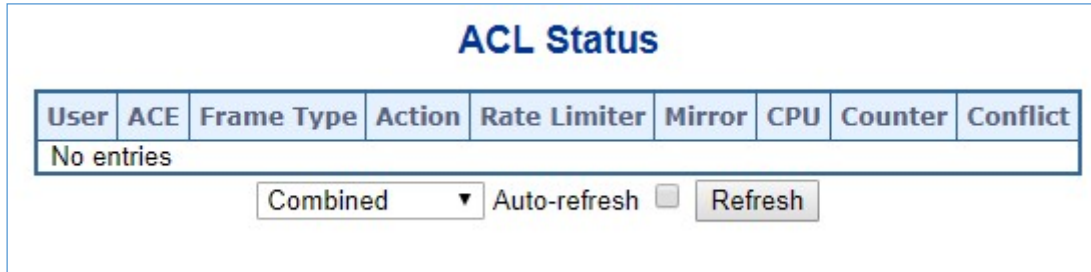 ACL Status
User ACE Frame Type Action Rate Limiter Mirror CPU Counter Conflict
No entries
Combined Auto-refresh Refresh